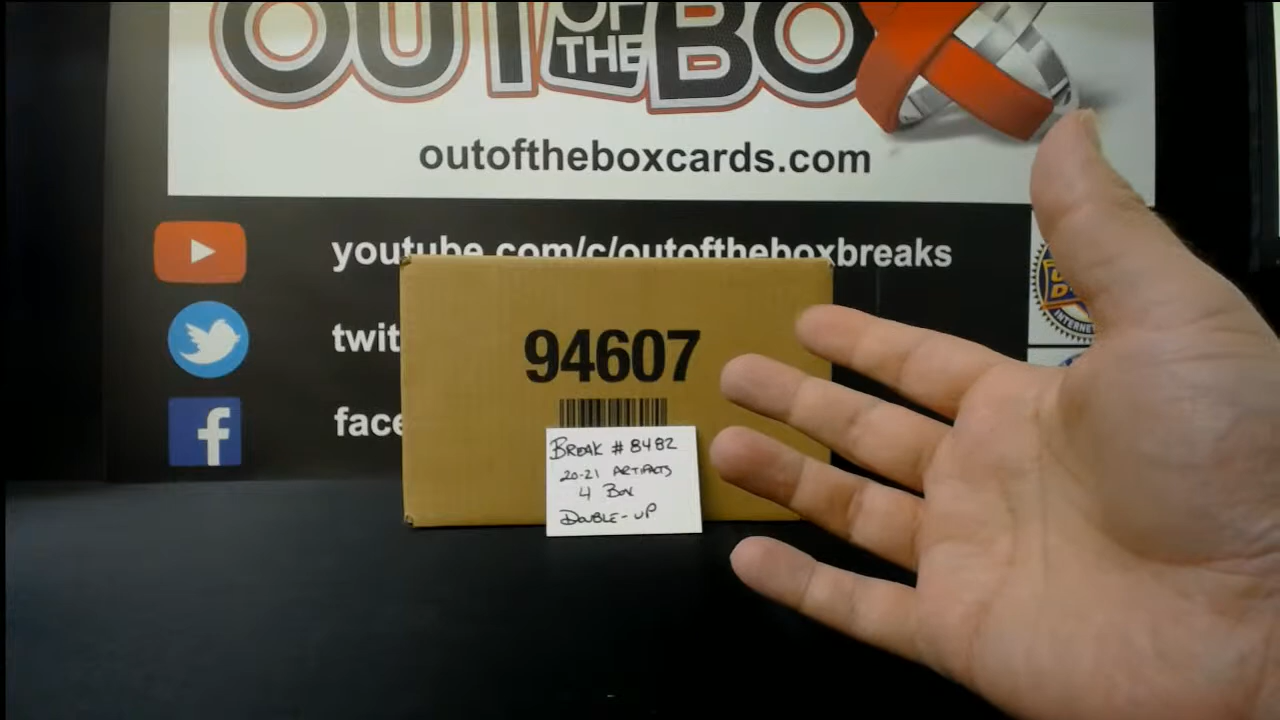 OUT OF THE BOX
outoftheboxcards.com
youtube.com/c/outoftheboxbreaks
twit
face
94607
BREAK # 8482
20-21 ARTIFACTS
4 BOX
DOUBLE-UP
INTERNET